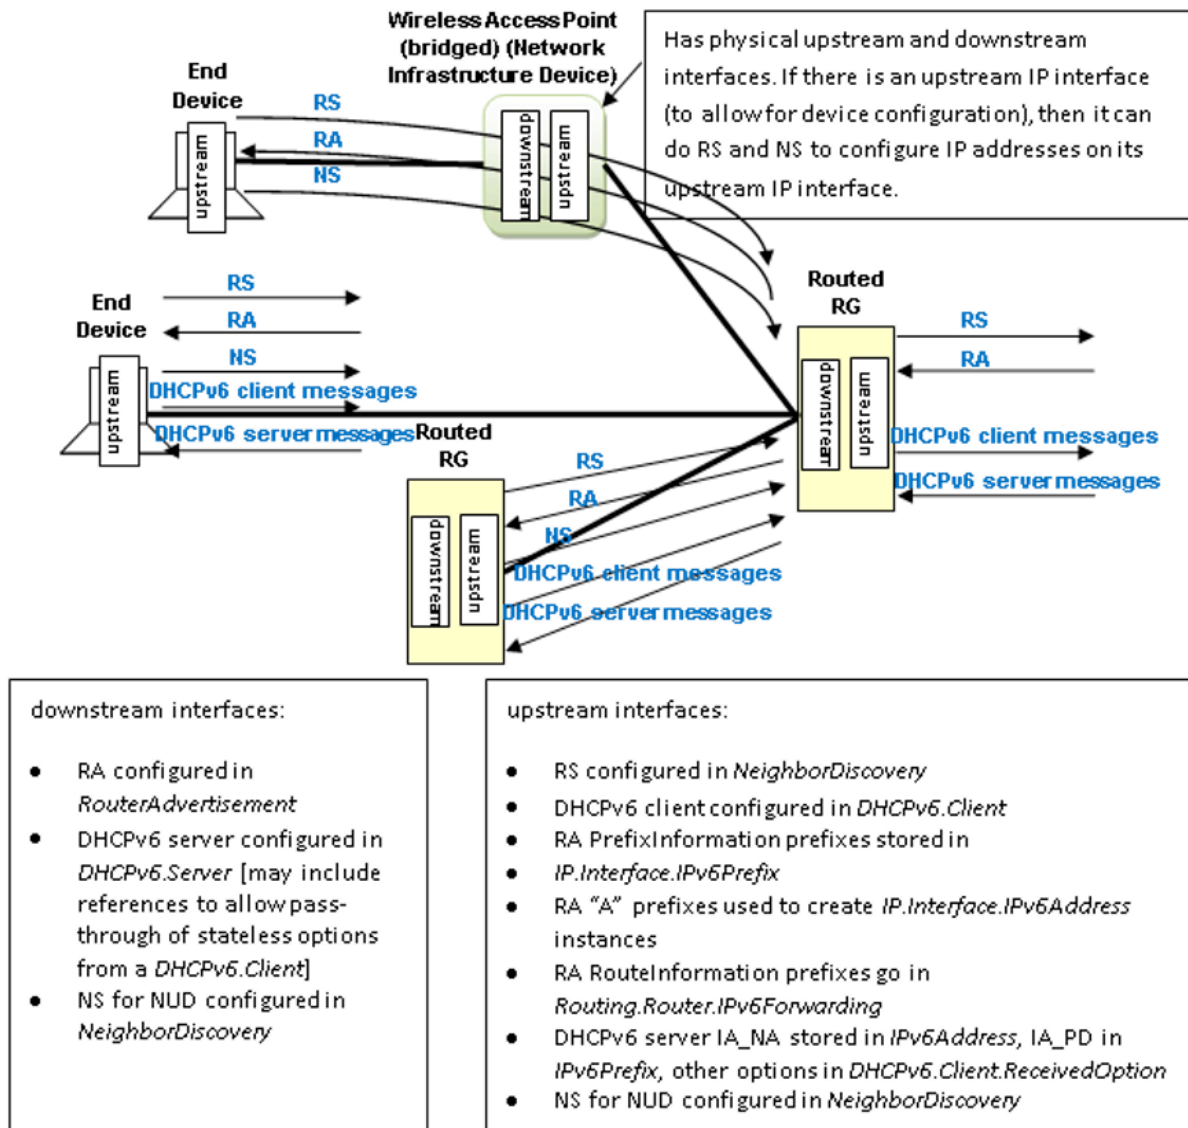 Wireless Access Point
(bridged) (Network
Infrastructure Device)
Has physical upstream and downstream
interfaces. If there is an upstream IP interface
(to allow for device configuration), then it can
do RS and NS to configure IP addresses on its
upstream IP interface.
End
Device
RS
RA
NS
upstream
downstream
upstream
End
Device
RS
RA
NS
DHCPv6 client messages
DHCPv6 server messages
upstream
Routed
RG
downstream
upstream
RS
RA
DHCPv6 client messages
DHCPv6 server messages
Routed
RG
downstream
upstream
RS
RA
NS
DHCPv6 client messages
DHCPv6 server messages
downstream interfaces:
● RA configured in
RouterAdvertisement
● DHCPv6 server configured in
DHCPv6.Server [may include
references to allow pass-
through of stateless options
from a DHCPv6.Client]
● NS for NUD configured in
NeighborDiscovery
upstream interfaces:
● RS configured in NeighborDiscovery
● DHCPv6 client configured in DHCPv6.Client
● RA PrefixInformation prefixes stored in
● IP.Interface.IPv6Prefix
● RA “A” prefixes used to create IP.Interface.IPv6Address
instances
● RA RouteInformation prefixes go in
Routing.Router.IPv6Forwarding
● DHCPv6 server IA_NA stored in IPv6Address, IA_PD in
IPv6Prefix, other options in DHCPv6.Client.ReceivedOption
● NS for NUD configured in NeighborDiscovery